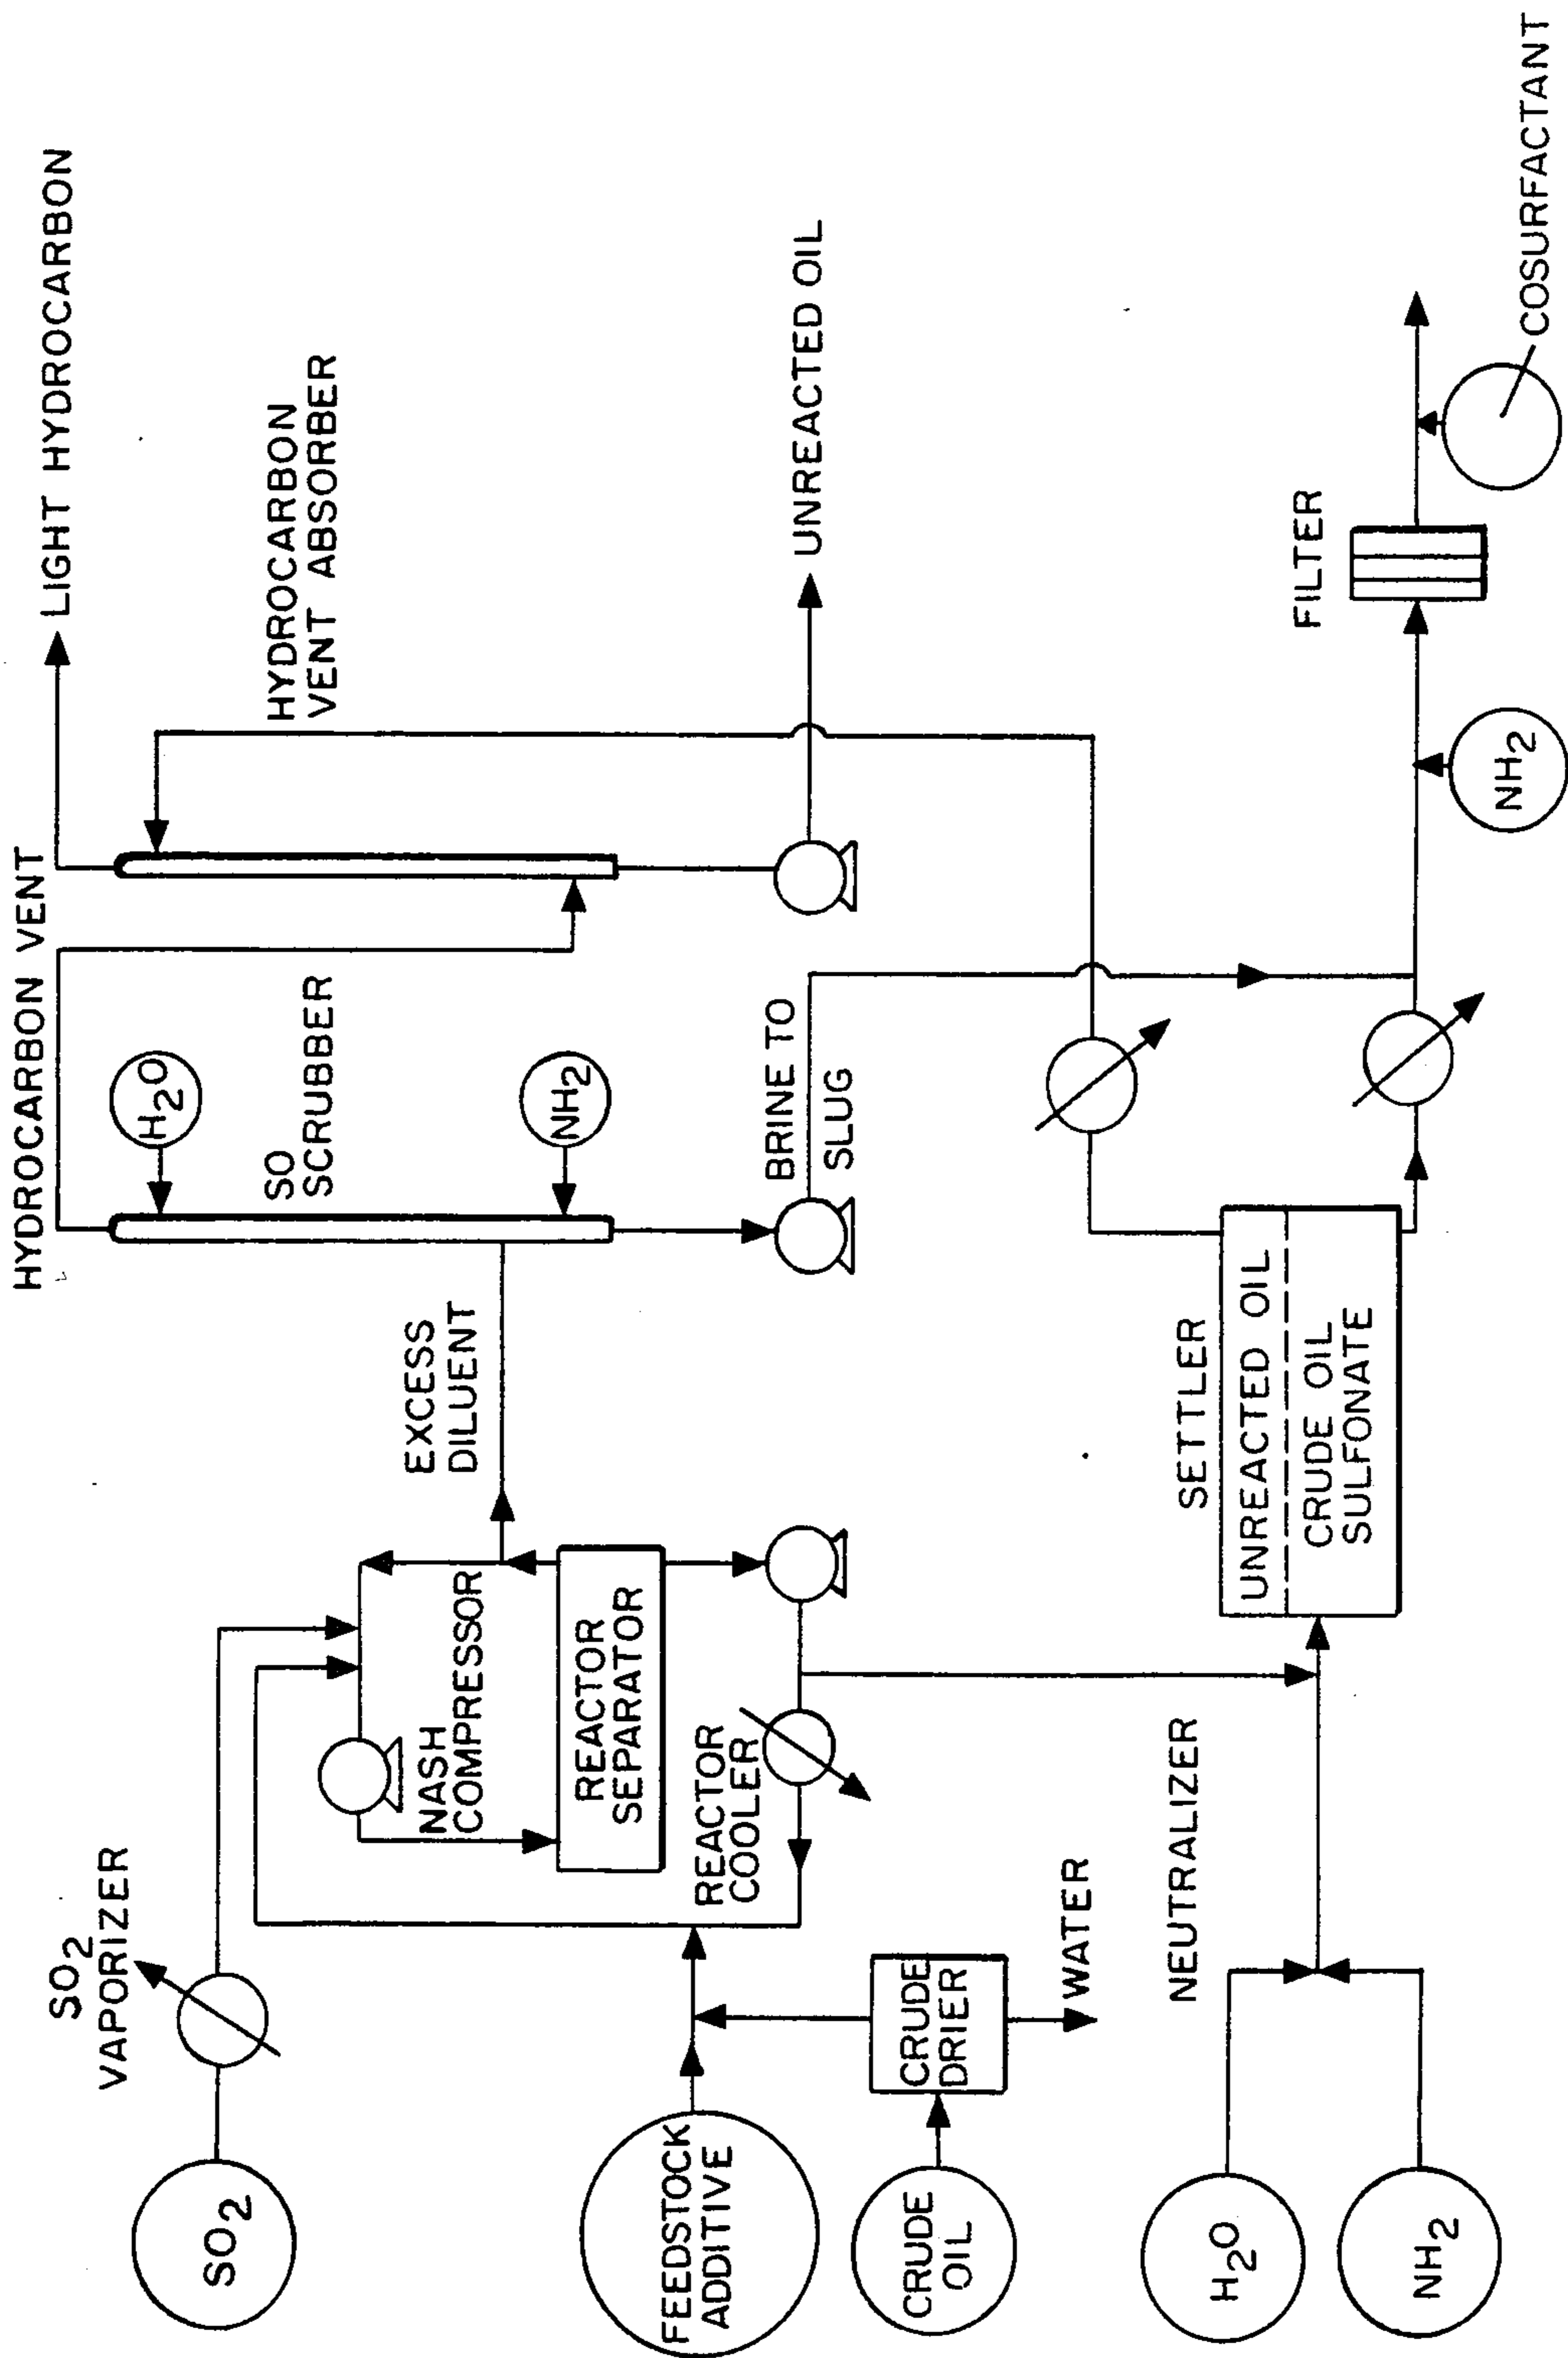 HYDROCARBON VENT
LIGHT HYDROCARBON
SO2
VAPORIZER
H2O
SO
SCRUBBER
HYDROCARBON
VENT ABSORBER
SO2
EXCESS
DILUENT
NASH
COMPRESSOR
NH2
REACTOR
SEPARATOR
FEEDSTOCK
ADDITIVE
REACTOR
COOLER
BRINE TO
SLUG
UNREACTED OIL
CRUDE
OIL
CRUDE
DRIER
WATER
NEUTRALIZER
SETTLER
UNREACTED OIL
CRUDE OIL
SULFONATE
FILTER
H2O
NH2
NH2
COSURFACTANT